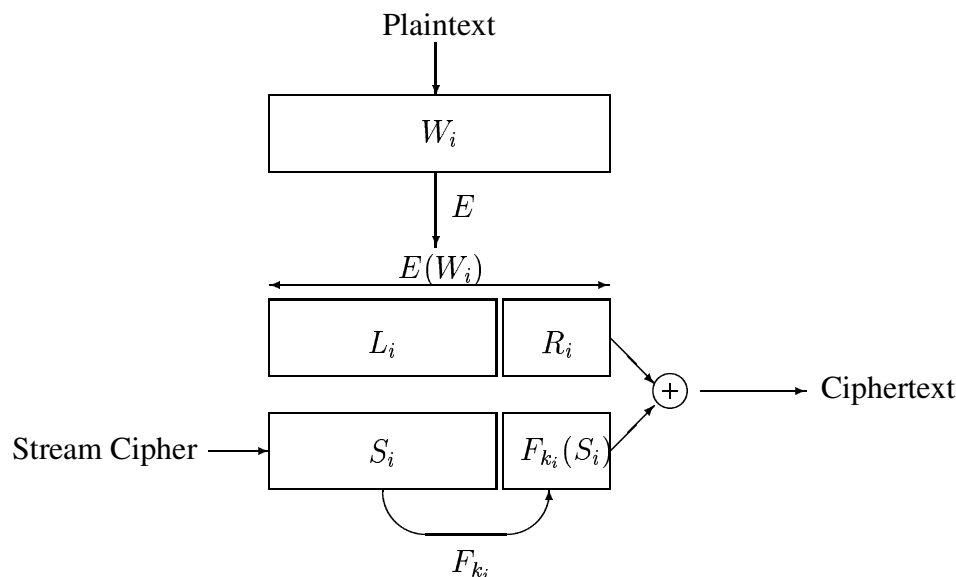 Plaintext
W_i
E
E(W_i)
L_i
R_i
+
Ciphertext
Stream Cipher
S_i
F_{k_i}(S_i)
F_{k_i}